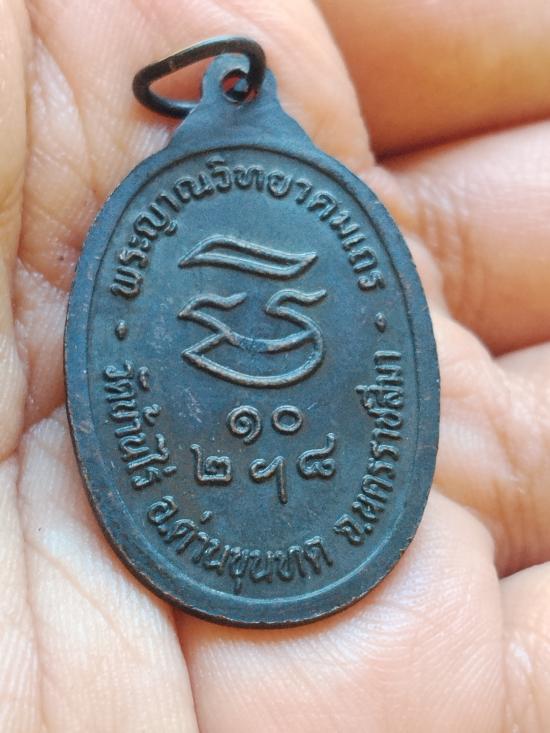 พระญาณวิทยาคมเถร
๑๐
๒ ๗ ๘
วัดบ้านไร่ อ.ด่านขุนทด จ.นครราชสีมา